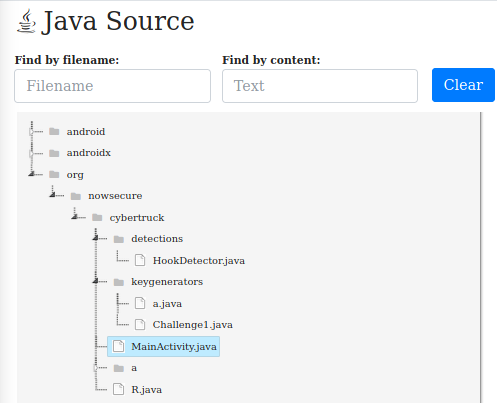 Java Source
Find by filename: Find by content:
Filename Text Clear
android
androidx
org
nowsecure
cybertruck
detections
HookDetector.java
keygenerators
a.java
Challenge1.java
MainActivity.java
a
R.java